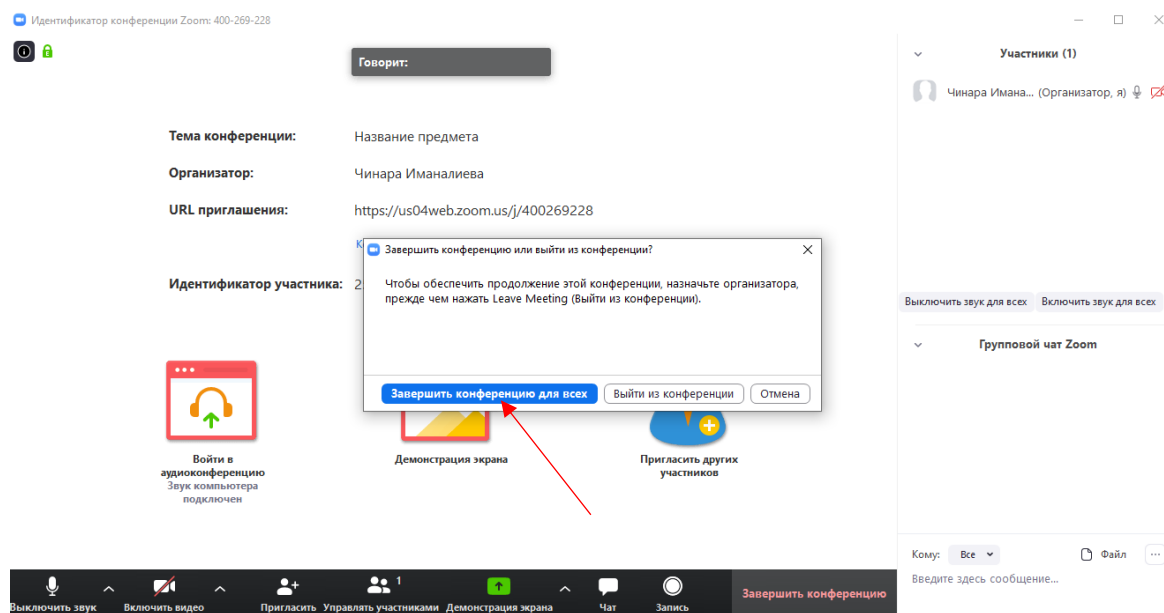 Идентификатор конференции Zoom: 400-269-228
Говорит:
Участники (1)
Чинара Имана... (Организатор, я)
Тема конференции: Название предмета
Организатор: Чинара Иманалиева
URL приглашения: https://us04web.zoom.us/j/400269228
Завершить конференцию или выйти из конференции?
Идентификатор участника: 2
Чтобы обеспечить продолжение этой конференции, назначьте организатора,
прежде чем нажать Leave Meeting (Выйти из конференции).
Выключить звук для всех Включить звук для всех
Групповой чат Zoom
Завершить конференцию для всех Выйти из конференции Отмена
Войти в
аудиоконференцию
Звук компьютера
подключен
Демонстрация экрана
Пригласить других
участников
Кому: Все Файл ...
Введите здесь сообщение...
1
Выключить звук Включить видео Пригласить Управлять участниками Демонстрация экрана Чат Запись Завершить конференцию